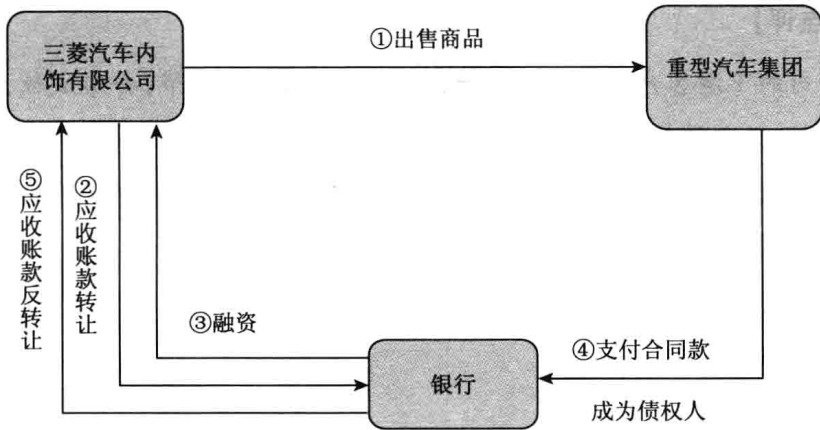 ①出售商品
三菱汽车内
饰有限公司
重型汽车集团
⑤应收账款反转让
②应收账款转让
③融资
④支付合同款
银行
成为债权人